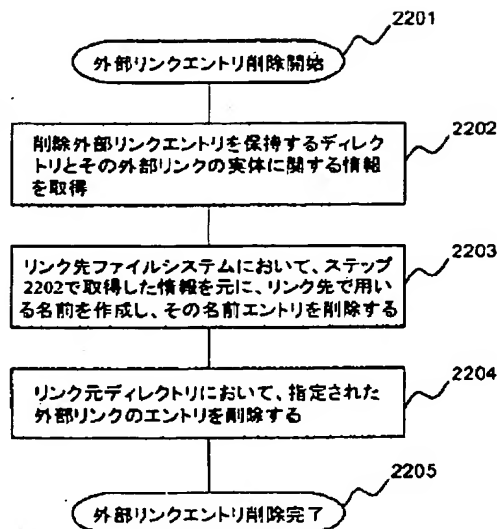 2201
外部リンクエントリ削除開始
2202
削除外部リンクエントリを保持するディレク
トリとその外部リンクの実体に関する情報
を取得
2203
リンク先ファイルシステムにおいて、ステップ
2202で取得した情報を元に、リンク先で用い
る名前を作成し、その名前エントリを削除する
2204
リンク元ディレクトリにおいて、指定された
外部リンクのエントリを削除する
2205
外部リンクエントリ削除完了